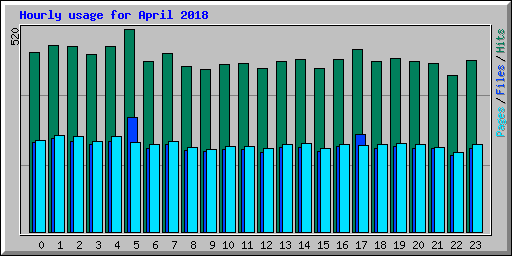 Hourly usage for April 2018
520
Pages/Files/Hits
0 1 2 3 4 5 6 7 8 9 10 11 12 13 14 15 16 17 18 19 20 21 22 23